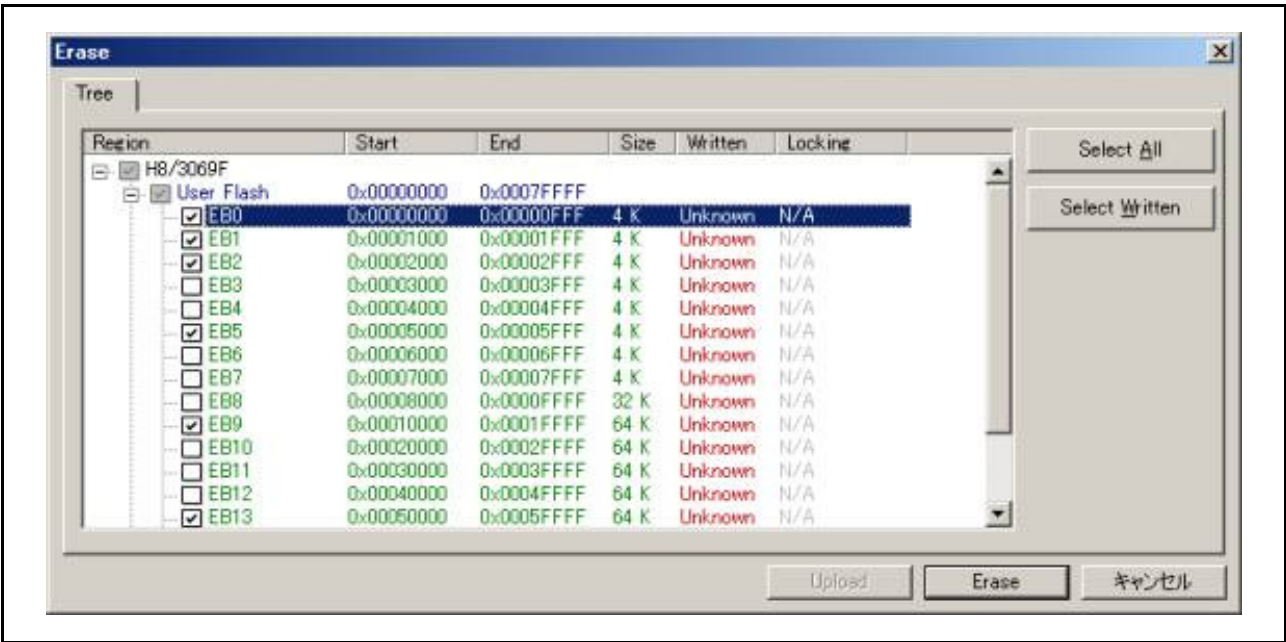 Erase
Tree
Region Start End Size Written Locking
H8/3069F
User Flash 0x00000000 0x0007FFFF
EB0 0x00000000 0x00000FFF 4 K Unknown N/A
EB1 0x00001000 0x00001FFF 4 K Unknown N/A
EB2 0x00002000 0x00002FFF 4 K Unknown N/A
EB3 0x00003000 0x00003FFF 4 K Unknown N/A
EB4 0x00004000 0x00004FFF 4 K Unknown N/A
EB5 0x00005000 0x00005FFF 4 K Unknown N/A
EB6 0x00006000 0x00006FFF 4 K Unknown N/A
EB7 0x00007000 0x00007FFF 4 K Unknown N/A
EB8 0x00008000 0x0000FFFF 32 K Unknown N/A
EB9 0x00010000 0x0001FFFF 64 K Unknown N/A
EB10 0x00020000 0x0002FFFF 64 K Unknown N/A
EB11 0x00030000 0x0003FFFF 64 K Unknown N/A
EB12 0x00040000 0x0004FFFF 64 K Unknown N/A
EB13 0x00050000 0x0005FFFF 64 K Unknown N/A
Select All
Select Written
Upload Erase キャンセル